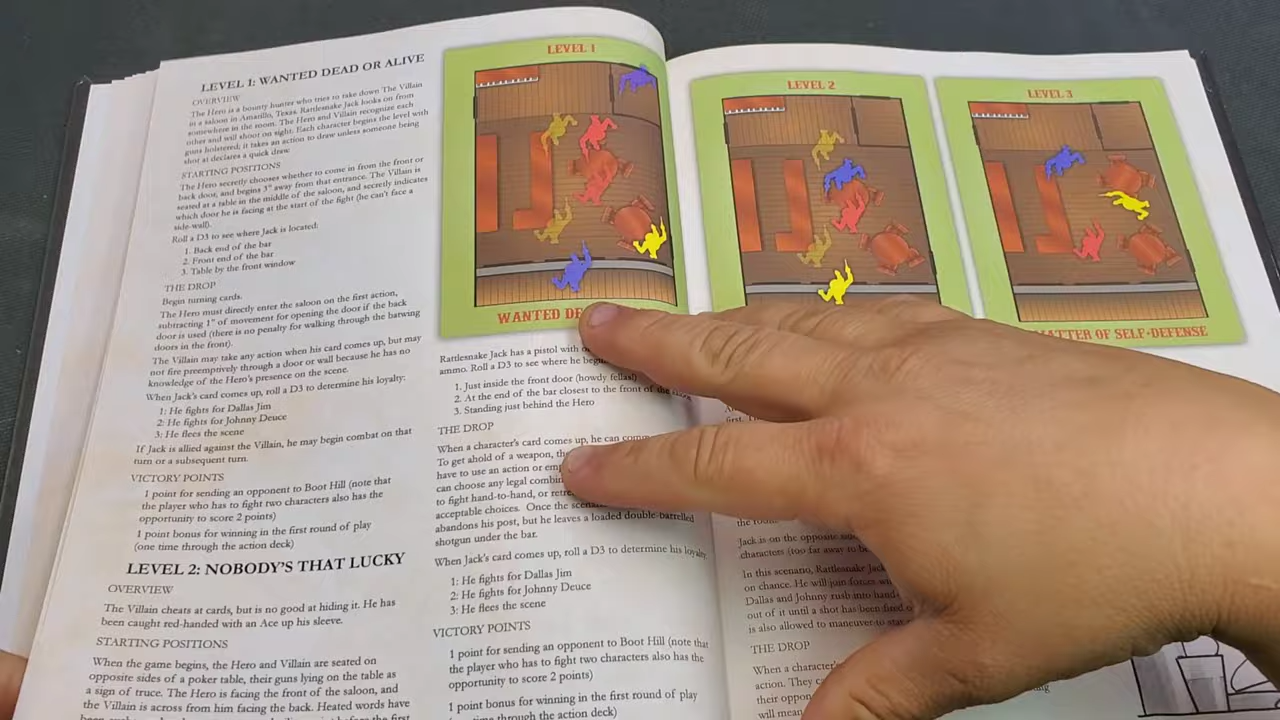 LEVEL 1: WANTED DEAD OR ALIVE
OVERVIEW
The Hero is a bounty hunter who tries to take down The Villain
in a saloon in Amarillo, Texas. Rattlesnake Jack looks on from
somewhere in the room. The Hero and Villain recognize each
other and will shoot on sight. Each character begins the level with
guns holstered; it takes an action to draw unless someone being
shot at declares a quick draw.
STARTING POSITIONS
The Hero secretly chooses whether to come in from the front or
back door, and begins 3" away from that entrance. The Villain is
seated at a table in the middle of the saloon, and secretly indicates
which door he is facing at the start of the fight (he can't face a
side-wall).
Roll a D3 to see where Jack is located:
1. Back end of the bar
2. Front end of the bar
3. Table by the front window
THE DROP
Begin turning cards.
The Hero must directly enter the saloon on the first action,
subtracting 1" of movement for opening the door if the back
door is used (there is no penalty for walking through the batwing
doors in the front).
The Villain may take any action when his card comes up, but may
not fire preemptively through a door or wall because he has no
knowledge of the Hero's presence on the scene.
When Jack's card comes up, roll a D3 to determine his loyalty:
1: He fights for Dallas Jim
2: He fights for Johnny Deuce
3: He flees the scene
If Jack is allied against the Villain, he may begin combat on that
turn or a subsequent turn.
VICTORY POINTS
1 point for sending an opponent to Boot Hill (note that
the player who has to fight two characters also has the
opportunity to score 2 points)
1 point bonus for winning in the first round of play
(one time through the action deck)
LEVEL 2: NOBODY'S THAT LUCKY
OVERVIEW
The Villain cheats at cards, but is no good at hiding it. He has
been caught red-handed with an Ace up his sleeve.
STARTING POSITIONS
When the game begins, the Hero and Villain are seated on
opposite sides of a poker table, their guns lying on the table as
a sign of truce. The Hero is facing the front of the saloon, and
the Villain is across from him facing the back. Heated words have
LEVEL 1
WANTED
Rattlesnake Jack has a pistol with
ammo. Roll a D3 to see where he
1. Just inside the front door (howdy fellas!)
2. At the end of the bar closest to the front of the
3. Standing just behind the Hero
THE DROP
When a character's card comes up, he can
To get ahold of a weapon,
have to use an action or
can choose any legal
to fight hand-to-hand, or
acceptable choices. Once the
abandons his post, but he leaves a loaded double-barrelled
shotgun under the bar.
When Jack's card comes up, roll a D3 to determine his loyalty
1: He fights for Dallas Jim
2: He fights for Johnny Deuce
3: He flees the scene
VICTORY POINTS
1 point for sending an opponent to Boot Hill (note that
the player who has to fight two characters also has the
opportunity to score 2 points)
1 point bonus for winning in the first round of play
time through the action deck)
LEVEL 2
LEVEL 3
MATTER OF SELF-DEFENSE
first.
Jack is on the opposite
characters (too far away to
In this scenario, Rattlesnake
on chance. He will join forces
Dallas and Johnny rush into
out of it until a shot has been fired
is also allowed to maneuver to stay
THE DROP
When a
action. They
their
will mean